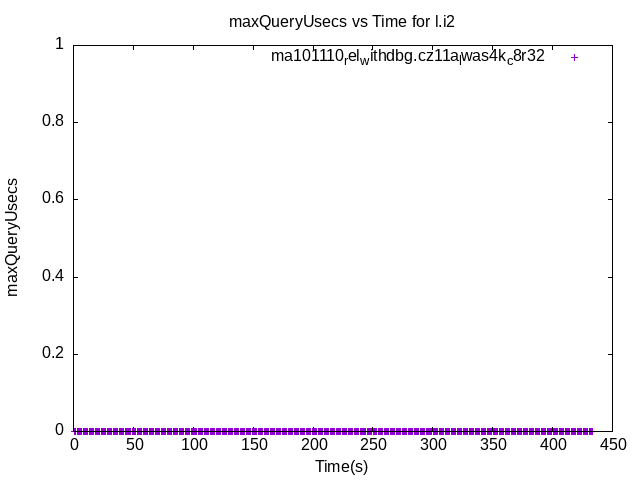 maxQueryUsecs vs Time for l.i2
ma101110relwithdbg.cz11alwas4kc8r32
maxQueryUsecs
1
0.8
0.6
0.4
0.2
0
0 50 100 150 200 250 300 350 400 450
Time(s)